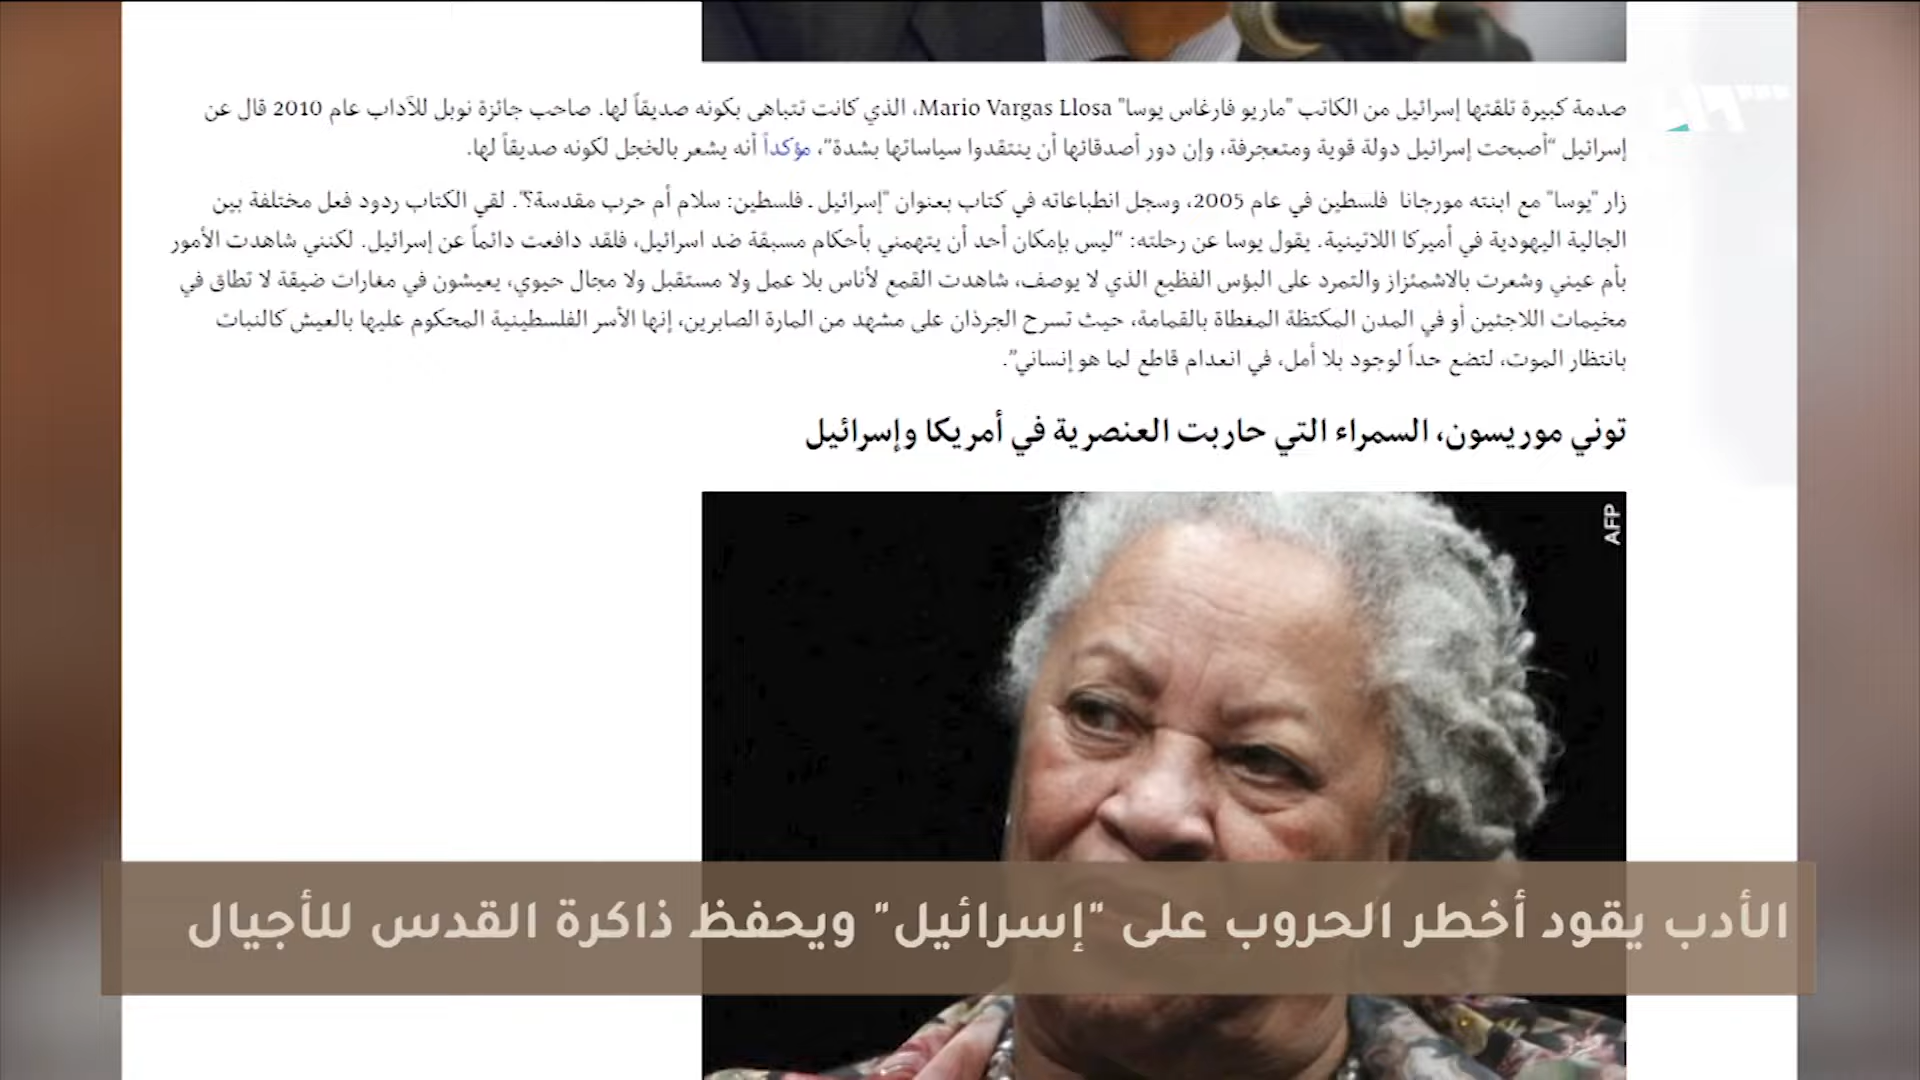 صدمة كبيرة تلقتها إسرائيل من الكاتب "ماريو فارغاس يوسا" Mario Vargas Llosa، الذي كانت تتباهى بكونه صديقاً لها. صاحب جائزة نوبل للآداب عام 2010 قال عن
إسرائيل "أصبحت إسرائيل دولة قوية ومتعجرفة، وإن دور أصدقائها أن ينتقدوا سياساتها بشدة"، مؤكداً أنه يشعر بالخجل لكونه صديقاً لها.
زار "يوسا" مع ابنته مورجانا فلسطين في عام 2005، وسجل انطباعاته في كتاب بعنوان "إسرائيل ـ فلسطين: سلام أم حرب مقدسة؟". لقي الكتاب ردود فعل مختلفة بين
الجالية اليهودية في أميركا اللاتينية. يقول يوسا عن رحلته: "ليس بإمكان أحد أن يتهمني بأحكام مسبقة ضد اسرائيل، فلقد دافعت دائماً عن إسرائيل. لكنني شاهدت الأمور
بأم عيني وشعرت بالاشمئزاز والتمرد على البؤس الفظيع الذي لا يوصف، شاهدت القمع لأناس بلا عمل ولا مستقبل ولا مجال حيوي، يعيشون في مغارات ضيقة لا تطاق في
مخيمات اللاجئين أو في المدن المكتظة المغطاة بالقمامة، حيث تسرح الجرذان على مشهد من المارة الصابرين، إنها الأسر الفلسطينية المحكوم عليها بالعيش كالنبات
بانتظار الموت، لتضع حداً لوجود بلا أمل، في انعدام قاطع لما هو إنساني".
توني موريسون، السمراء التي حاربت العنصرية في أمريكا وإسرائيل
AFP
الأدب يقود أخطر الحروب على "إسرائيل" ويحفظ ذاكرة القدس للأجيال